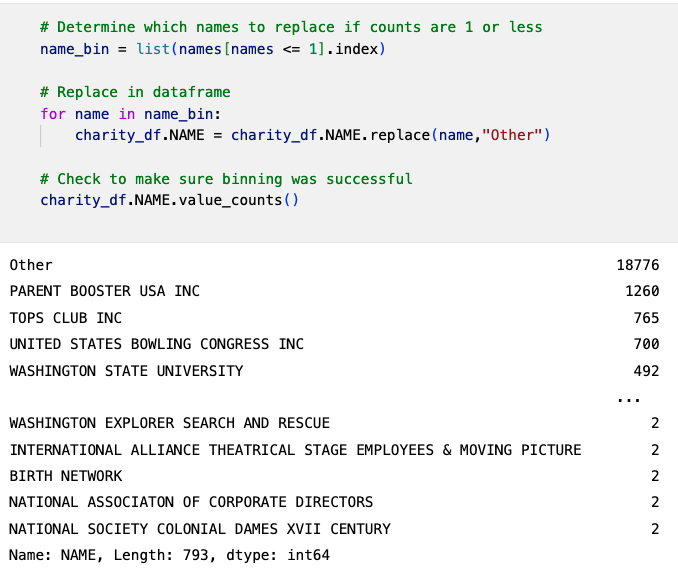 # Determine which names to replace if counts are 1 or less
name_bin = list(names[names <= 1].index)
# Replace in dataframe
for name in name_bin:
charity_df.NAME = charity_df.NAME.replace(name,"Other")
# Check to make sure binning was successful
charity_df.NAME.value_counts()
Other 18776
PARENT BOOSTER USA INC 1260
TOPS CLUB INC 765
UNITED STATES BOWLING CONGRESS INC 700
WASHINGTON STATE UNIVERSITY 492
...
WASHINGTON EXPLORER SEARCH AND RESCUE 2
INTERNATIONAL ALLIANCE THEATRICAL STAGE EMPLOYEES & MOVING PICTURE 2
BIRTH NETWORK 2
NATIONAL ASSOCIATON OF CORPORATE DIRECTORS 2
NATIONAL SOCIETY COLONIAL DAMES XVII CENTURY 2
Name: NAME, Length: 793, dtype: int64